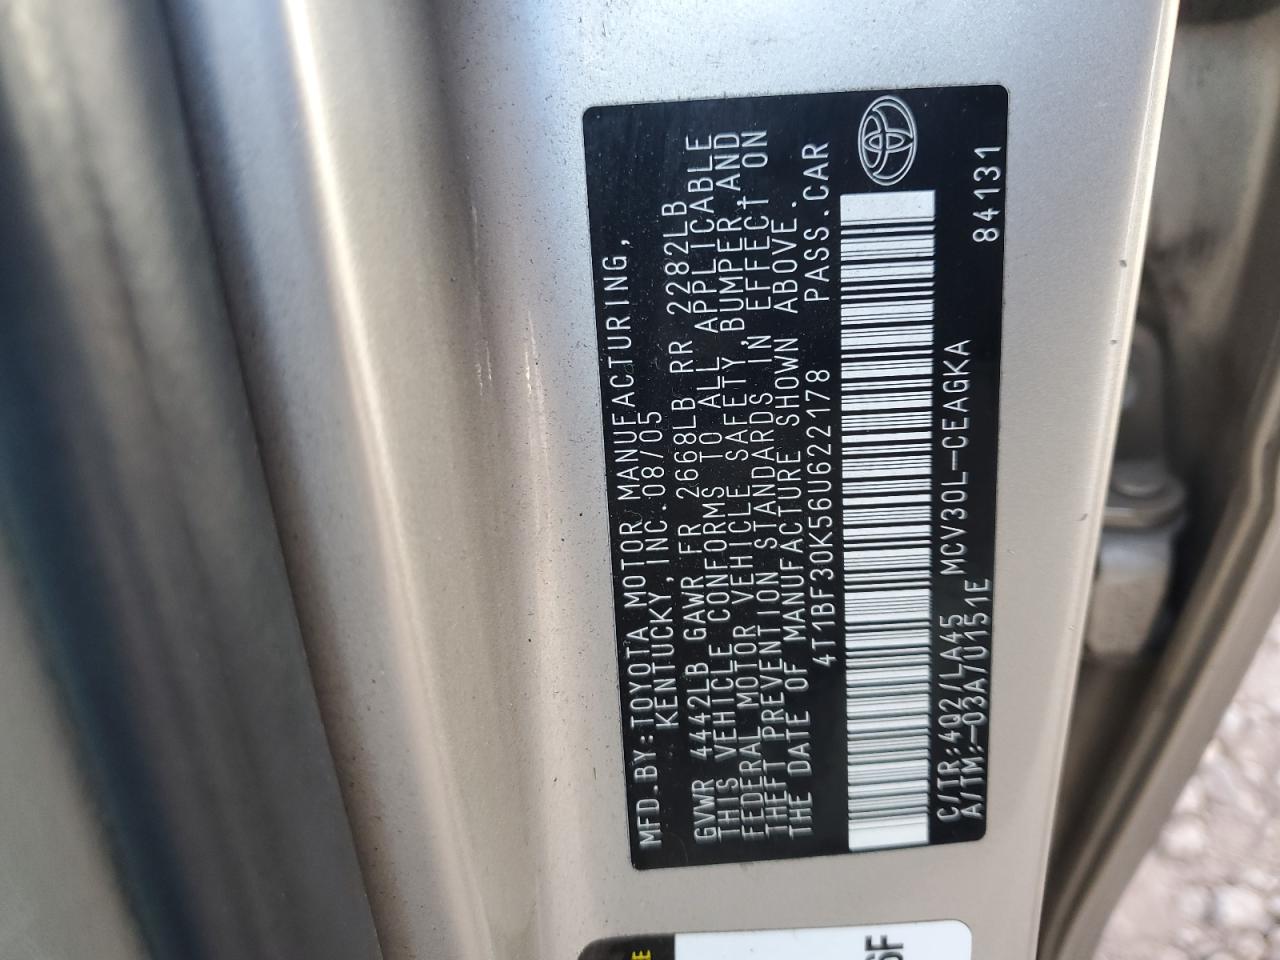 MFD.BY:TOYOTA MOTOR MANUFACTURING,
KENTUCKY,INC.08/05
GVWR 4442LB GAWR FR 2668LB RR 2282LB
THIS VEHICLE CONFORMS TO ALL APPLICABLE
FEDERAL MOTOR VEHICLE SAFETY,BUMPER,AND
THEFT PREVENTION STANDARDS IN EFFECT ON
THE DATE OF MANUFACTURE SHOWN ABOVE.
4T1BF30K56U622178 PASS.CAR
C/TR:4Q2/LA45 MCV30L-CEAGKA 84131
A/TM:-03A/U151E
E
6F